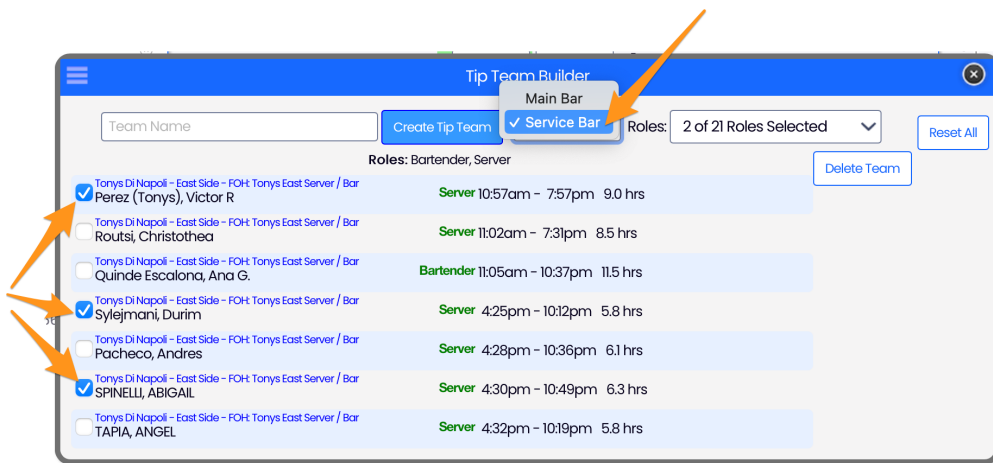 Tip Team Builder
Main Bar
✓ Service Bar
Team Name
Create Tip Team
Roles:
2 of 21 Roles Selected
Reset All
Roles: Bartender, Server
Delete Team
Tonys Di Napoli - East Side - FOH: Tonys East Server / Bar
Perez (Tonys), Victor R
Server 10:57am - 7:57pm 9.0 hrs
Tonys Di Napoli - East Side - FOH: Tonys East Server / Bar
Routsi, Christothea
Server 11:02am - 7:31pm 8.5 hrs
Tonys Di Napoli - East Side - FOH: Tonys East Server / Bar
Quinde Escalona, Ana G.
Bartender 11:05am - 10:37pm 11.5 hrs
Tonys Di Napoli - East Side - FOH: Tonys East Server / Bar
Sylejmani, Durim
Server 4:25pm - 10:12pm 5.8 hrs
Tonys Di Napoli - East Side - FOH: Tonys East Server / Bar
Pacheco, Andres
Server 4:28pm - 10:36pm 6.1 hrs
Tonys Di Napoli - East Side - FOH: Tonys East Server / Bar
SPINELLI, ABIGAIL
Server 4:30pm - 10:49pm 6.3 hrs
Tonys Di Napoli - East Side - FOH: Tonys East Server / Bar
TAPIA, ANGEL
Server 4:32pm - 10:19pm 5.8 hrs